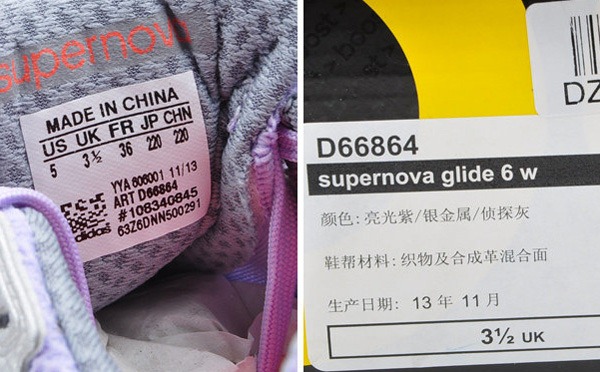 supernova
MADE IN CHINA
US UK FR JP CHN
5 3½ 36 220 220
YYA 606001 11/13
ART D66864
#108340845
63Z6DNN500291
adidas
boost>
DZ
D66864
supernova glide 6 w
颜色: 亮光紫/银金属/侦探灰
鞋帮材料: 织物及合成革混合面
生产日期: 13 年 11 月
3½ UK